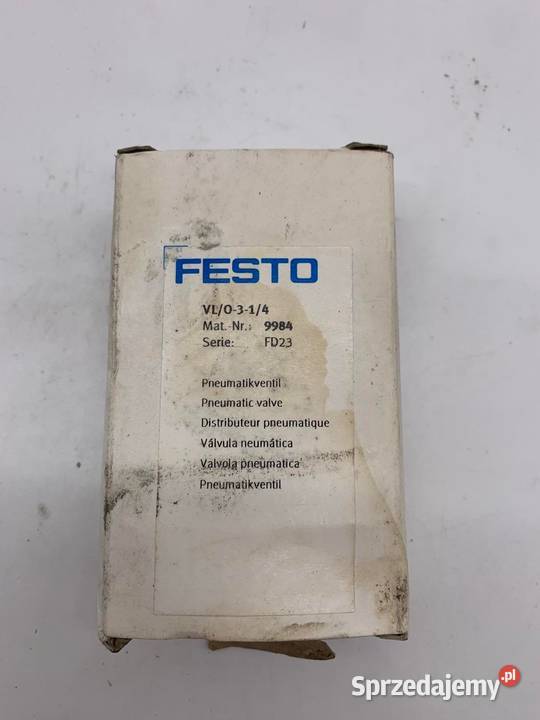 FESTO
VL/O-3-1/4
Mat.-Nr.: 9984
Serie: FD23
Pneumatikventil
Pneumatic valve
Distributeur pneumatique
Válvula neumática
Valvola pneumatica
Pneumatikventil
Sprzedajemy.pl